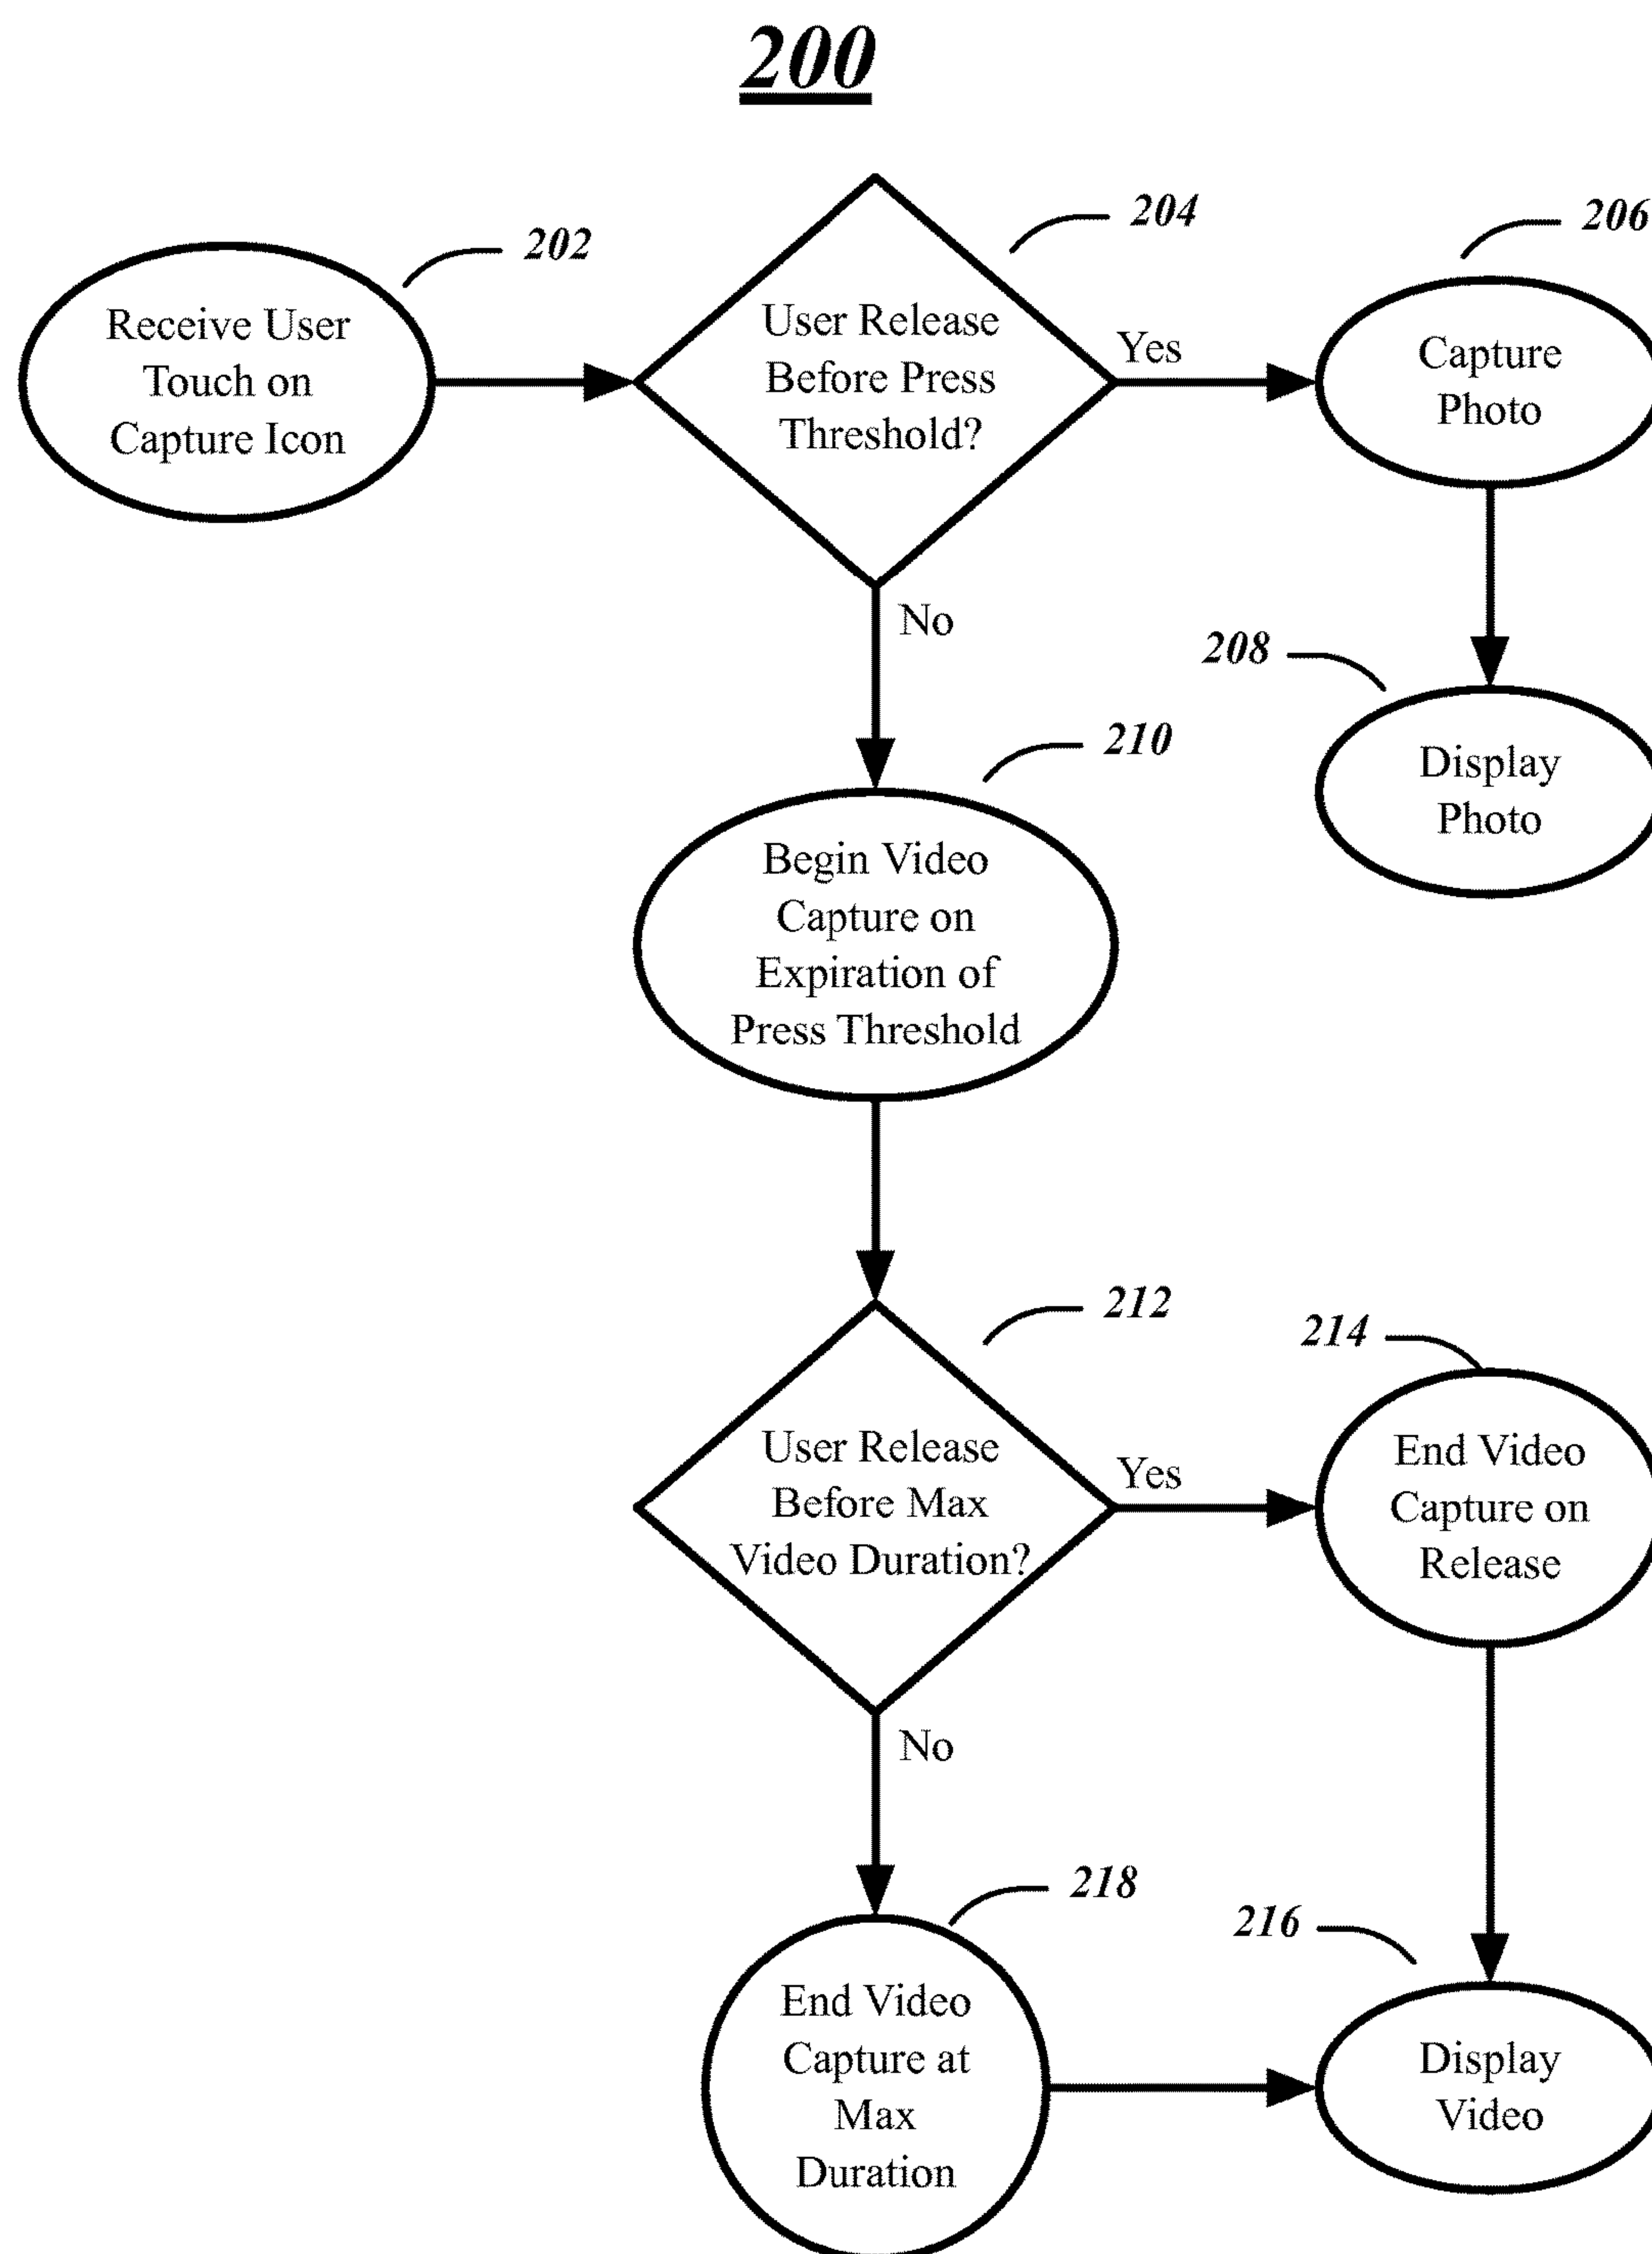 200
202
Receive User
Touch on
Capture Icon
204
User Release
Before Press
Threshold?
Yes
206
Capture
Photo
No
208
Display
Photo
210
Begin Video
Capture on
Expiration of
Press Threshold
212
User Release
Before Max
Video Duration?
Yes
214
End Video
Capture on
Release
No
218
End Video
Capture at
Max
Duration
216
Display
Video